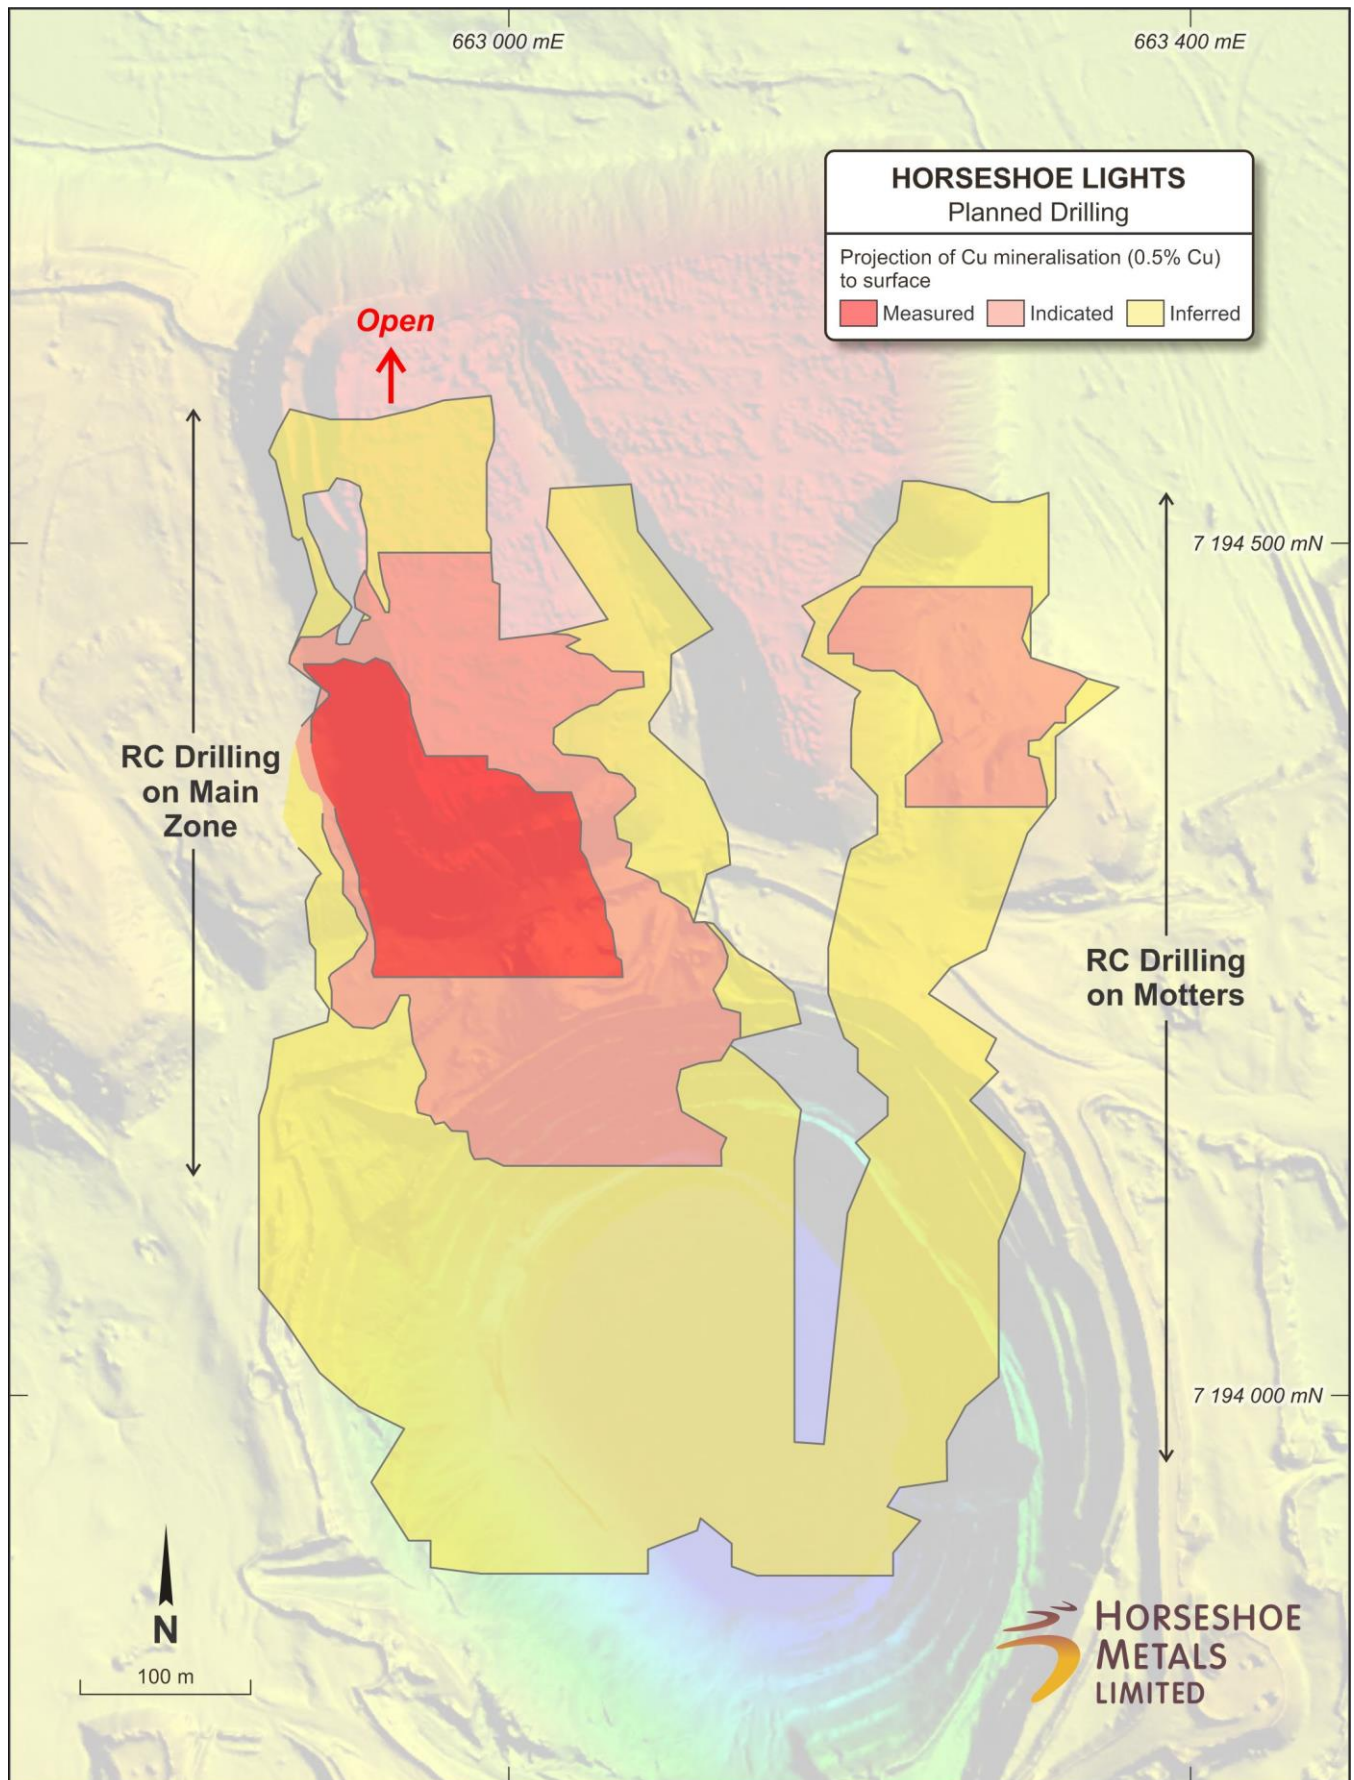 663 000 mE
663 400 mE
HORSESHOE LIGHTS
Planned Drilling
Projection of Cu mineralisation (0.5% Cu)
to surface
Measured
Indicated
Inferred
Open
7 194 500 mN
RC Drilling
on Main
Zone
RC Drilling
on Motters
7 194 000 mN
N
100 m
HORSESHOE
METALS
LIMITED